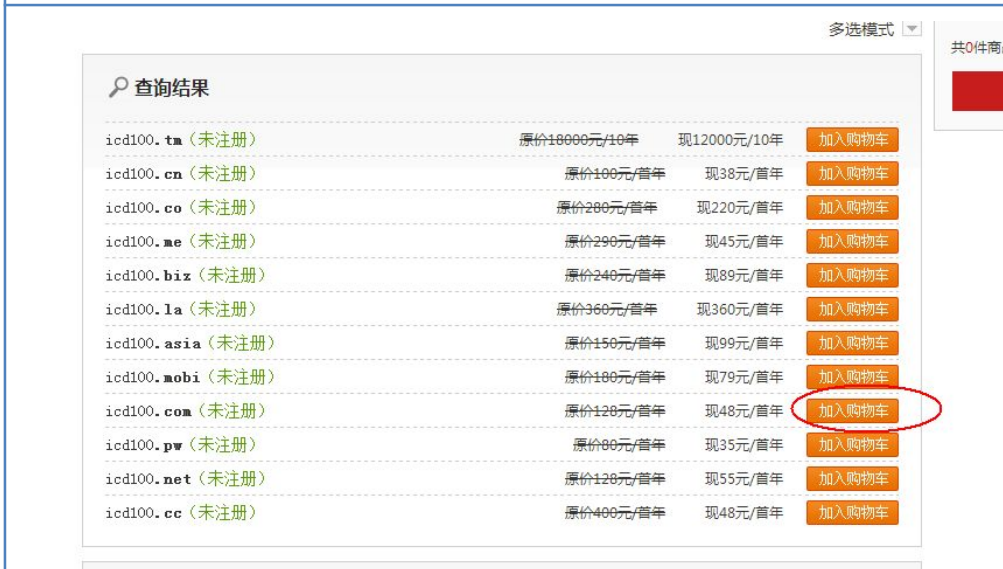 多选模式
共0件商
查询结果
icd100.tm（未注册） 原价18000元/10年 现12000元/10年 加入购物车
icd100.cn（未注册） 原价100元/首年 现38元/首年 加入购物车
icd100.co（未注册） 原价280元/首年 现220元/首年 加入购物车
icd100.me（未注册） 原价290元/首年 现45元/首年 加入购物车
icd100.biz（未注册） 原价240元/首年 现89元/首年 加入购物车
icd100.la（未注册） 原价360元/首年 现360元/首年 加入购物车
icd100.asia（未注册） 原价150元/首年 现99元/首年 加入购物车
icd100.mobi（未注册） 原价180元/首年 现79元/首年 加入购物车
icd100.com（未注册） 原价128元/首年 现48元/首年 加入购物车
icd100.pw（未注册） 原价80元/首年 现35元/首年 加入购物车
icd100.net（未注册） 原价128元/首年 现55元/首年 加入购物车
icd100.cc（未注册） 原价400元/首年 现48元/首年 加入购物车